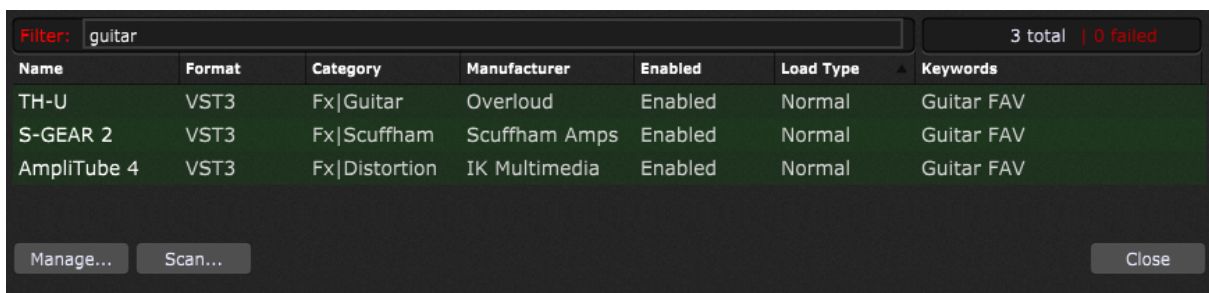 Filter: guitar 3 total | 0 failed
Name Format Category Manufacturer Enabled Load Type Keywords
TH-U VST3 Fx|Guitar Overloud Enabled Normal Guitar FAV
S-GEAR 2 VST3 Fx|Scuffham Scuffham Amps Enabled Normal Guitar FAV
AmpliTube 4 VST3 Fx|Distortion IK Multimedia Enabled Normal Guitar FAV
Manage... Scan... Close